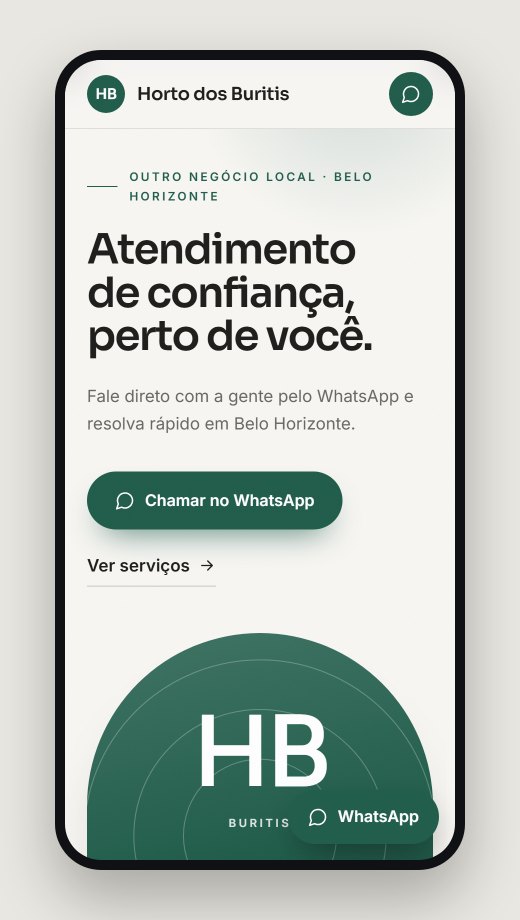 HB Horto dos Buritis
OUTRO NEGÓCIO LOCAL · BELO
HORIZONTE
Atendimento
de confiança,
perto de você.
Fale direto com a gente pelo WhatsApp e
resolva rápido em Belo Horizonte.
Chamar no WhatsApp
Ver serviços →
HB
BURITIS
WhatsApp